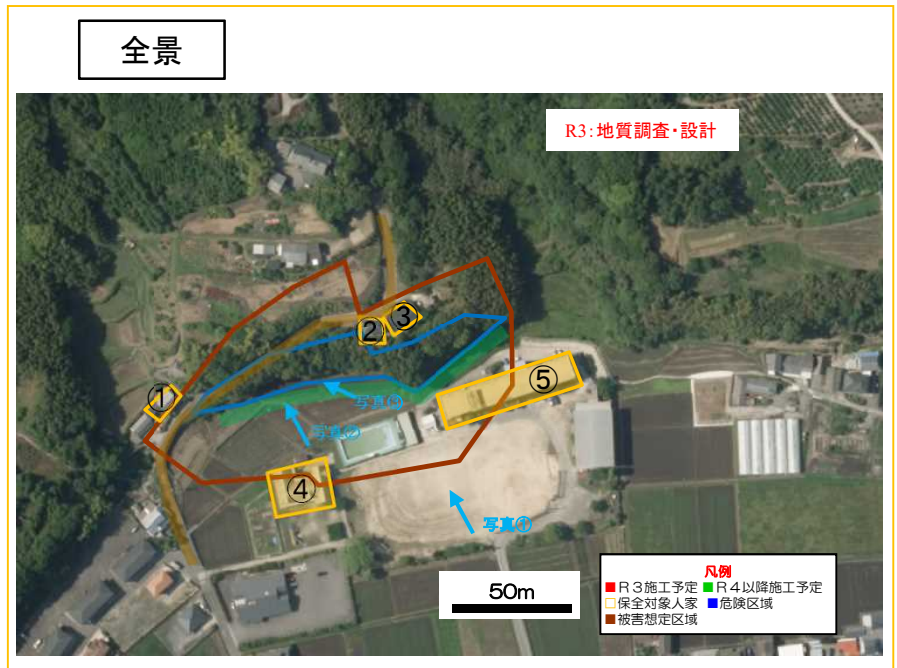 全景
R3:地質調査・設計
②
③
①
⑤
写真③
写真②
④
写真①
50m
凡例
■R3施工予定 ■R4以降施工予定
□保全対象人家 ■危険区域
■被害想定区域